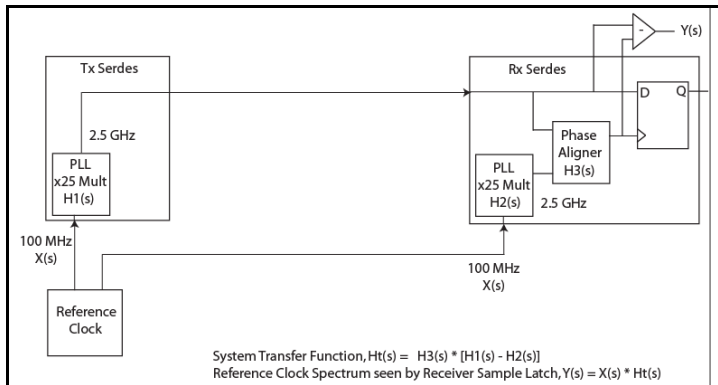 Y(s)
-
Tx Serdes
Rx Serdes
D
Q
2.5 GHz
Phase
Aligner
H3(s)
PLL
x25 Mult
H1(s)
PLL
x25 Mult
H2(s)
2.5 GHz
100 MHz
X(s)
100 MHz
X(s)
Reference
Clock
System Transfer Function, Ht(s) = H3(s) * [H1(s) - H2(s)]
Reference Clock Spectrum seen by Receiver Sample Latch, Y(s) = X(s) * Ht(s)